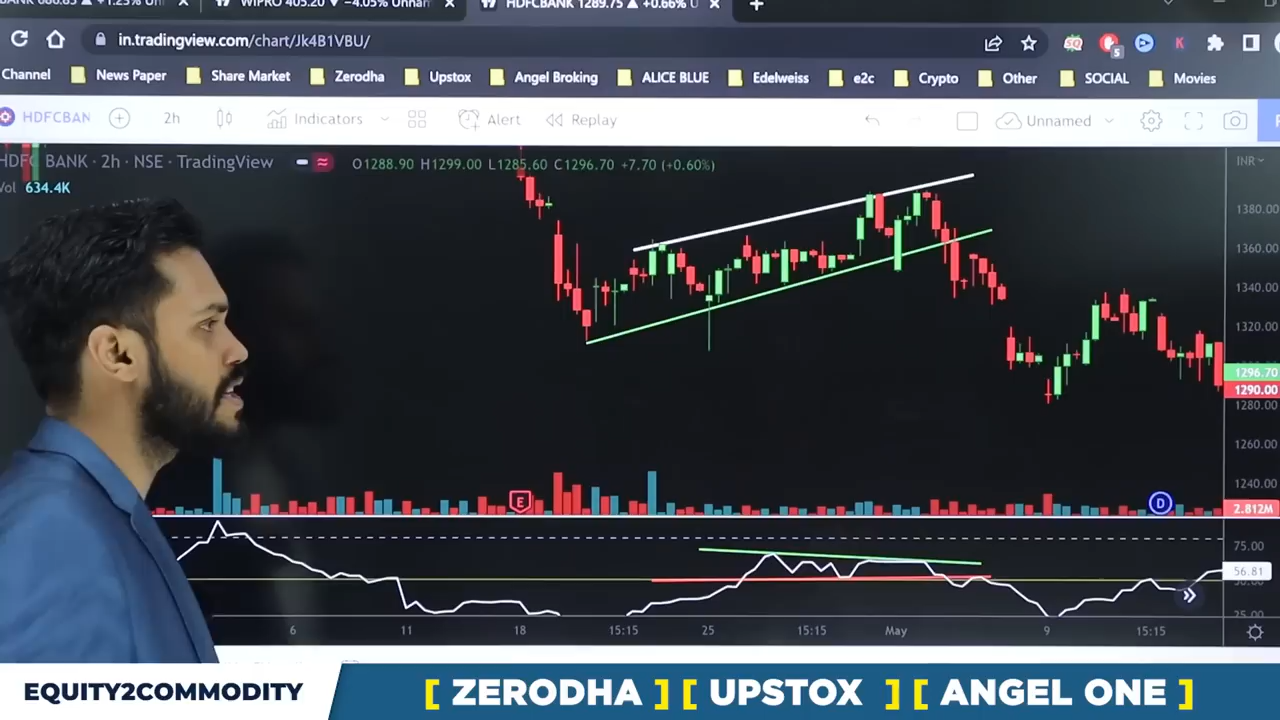 WIPRO 405.20 ▼ −4.05% Unnan
HDFCBANK 1289.75 ▲ +0.66% U
in.tradingview.com/chart/Jk4B1VBU/
Channel News Paper Share Market Zerodha Upstox Angel Broking ALICE BLUE Edelweiss e2c Crypto Other SOCIAL Movies
HDFCBAN 2h Indicators Alert Replay Unnamed
HDFC BANK · 2h · NSE · TradingView O1288.90 H1299.00 L1285.60 C1296.70 +7.70 (+0.60%) INR
Vol 634.4K
1380.00
1360.00
1340.00
1320.00
1296.70
1290.00
1280.00
1260.00
1240.00
E D 2.812M
75.00
56.81
25.00
6 11 18 15:15 25 15:15 May 9 15:15
EQUITY2COMMODITY [ ZERODHA ] [ UPSTOX ] [ ANGEL ONE ]